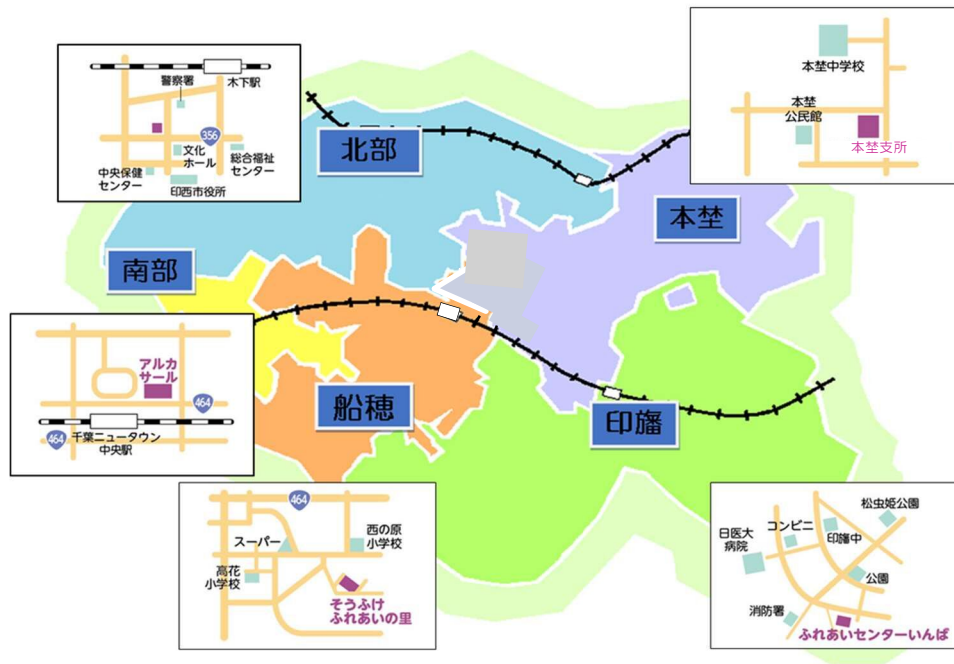 警察署
木下駅
356
文化
ホール
総合福祉
センター
中央保健
センター
印西市役所
北部
本埜中学校
本埜
公民館
本埜支所
本埜
南部
アルカ
サール
464
464
千葉ニュータウン
中央駅
船穂
印旛
464
スーパー
西の原
小学校
高花
小学校
そうふけ
ふれあいの里
松虫姫公園
コンビニ
日医大
病院
印旛中
公園
消防署
ふれあいセンターいんば